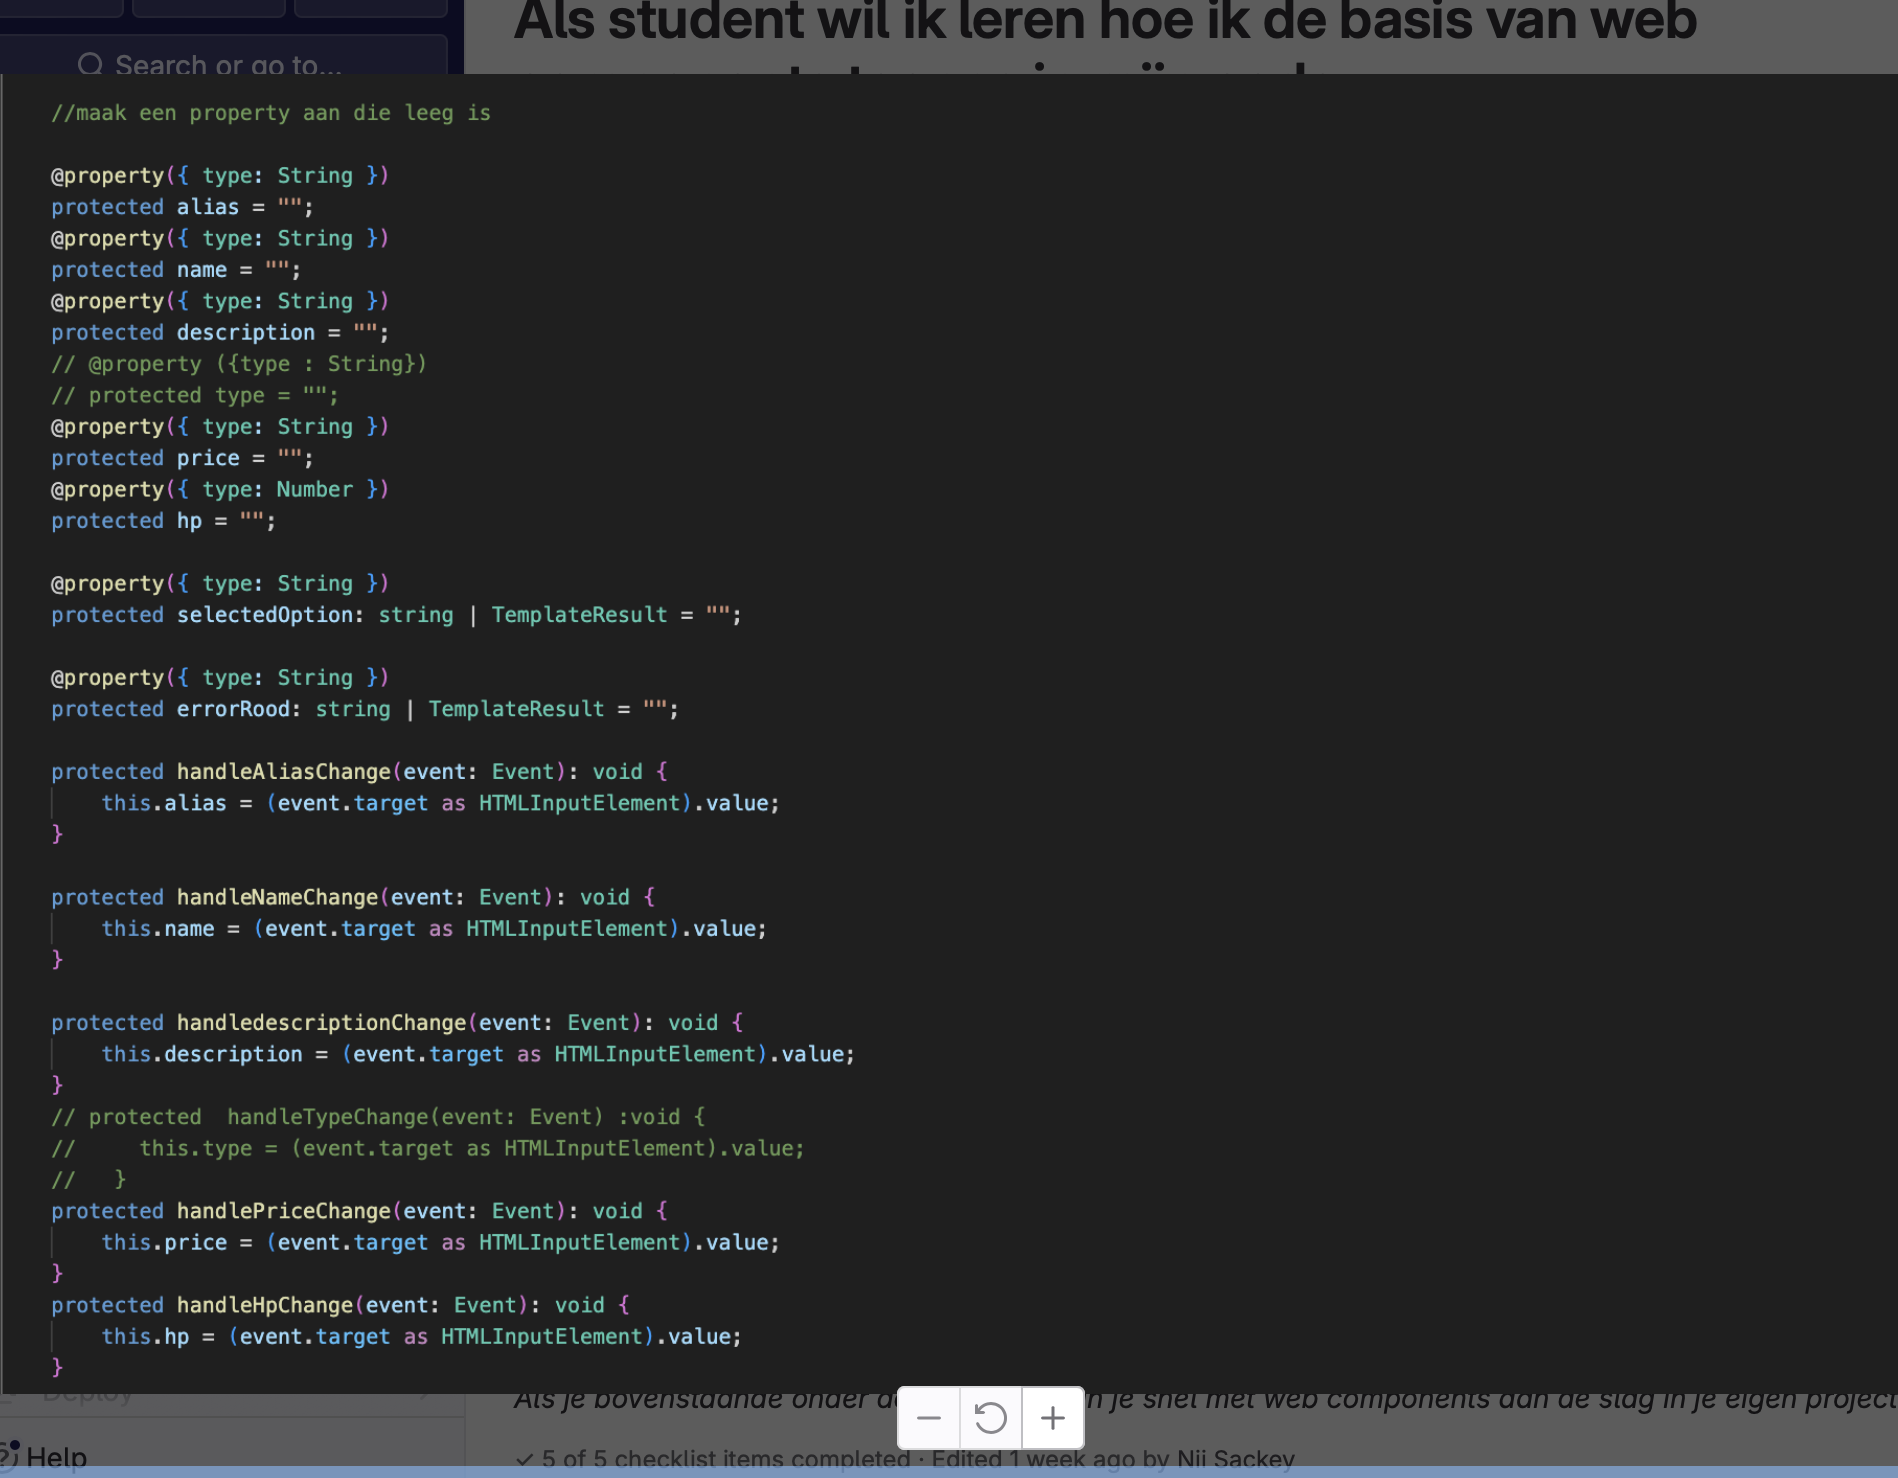 Als student wil ik leren hoe ik de basis van web
Search or go to...
//maak een property aan die leeg is
@property({ type: String })
protected alias = "";
@property({ type: String })
protected name = "";
@property({ type: String })
protected description = "";
// @property ({type : String})
// protected type = "";
@property({ type: String })
protected price = "";
@property({ type: Number })
protected hp = "";
@property({ type: String })
protected selectedOption: string | TemplateResult = "";
@property({ type: String })
protected errorRood: string | TemplateResult = "";
protected handleAliasChange(event: Event): void {
this.alias = (event.target as HTMLInputElement).value;
}
protected handleNameChange(event: Event): void {
this.name = (event.target as HTMLInputElement).value;
}
protected handledescriptionChange(event: Event): void {
this.description = (event.target as HTMLInputElement).value;
}
// protected  handleTypeChange(event: Event) :void {
//     this.type = (event.target as HTMLInputElement).value;
//   }
protected handlePriceChange(event: Event): void {
this.price = (event.target as HTMLInputElement).value;
}
protected handleHpChange(event: Event): void {
this.hp = (event.target as HTMLInputElement).value;
}
Deploy
Als je bovenstaande onder je snel met web components aan de slag in je eigen project
Help
✓ 5 of 5 checklist items completed · Edited 1 week ago by Nii Sackey